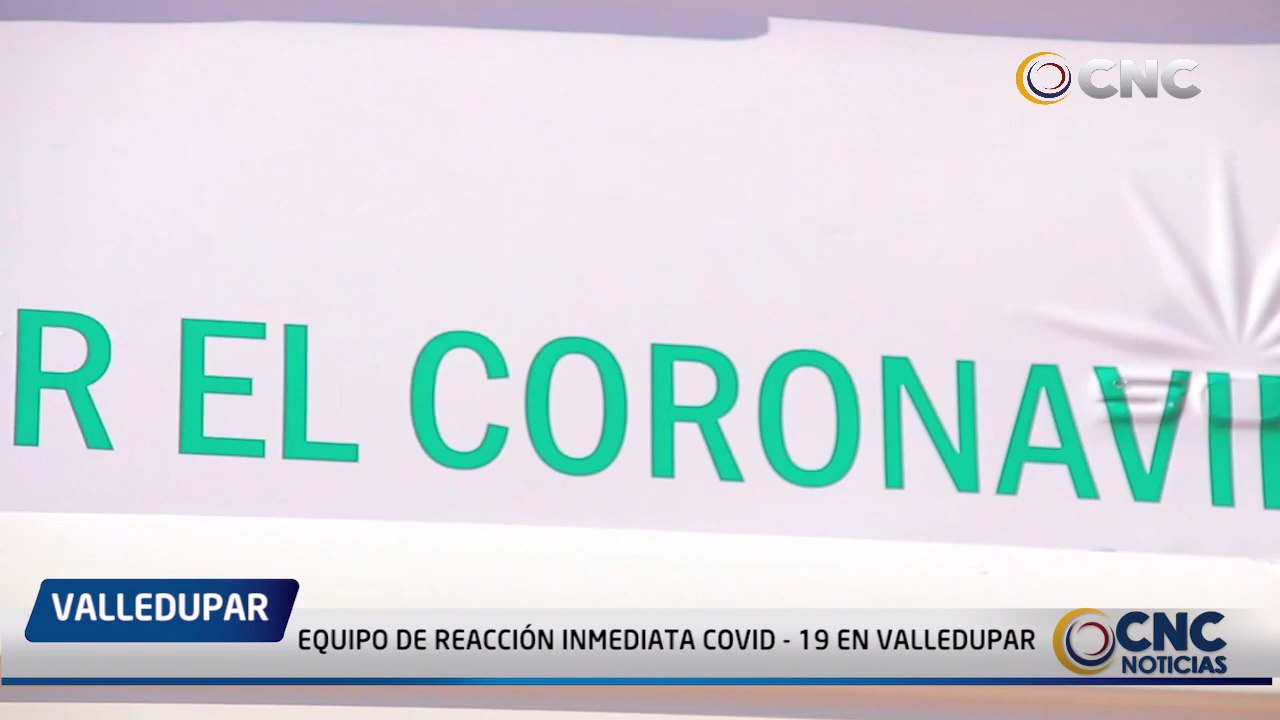 CNC
R EL CORONAVI
VALLEDUPAR
EQUIPO DE REACCIÓN INMEDIATA COVID - 19 EN VALLEDUPAR
CNC
NOTICIAS